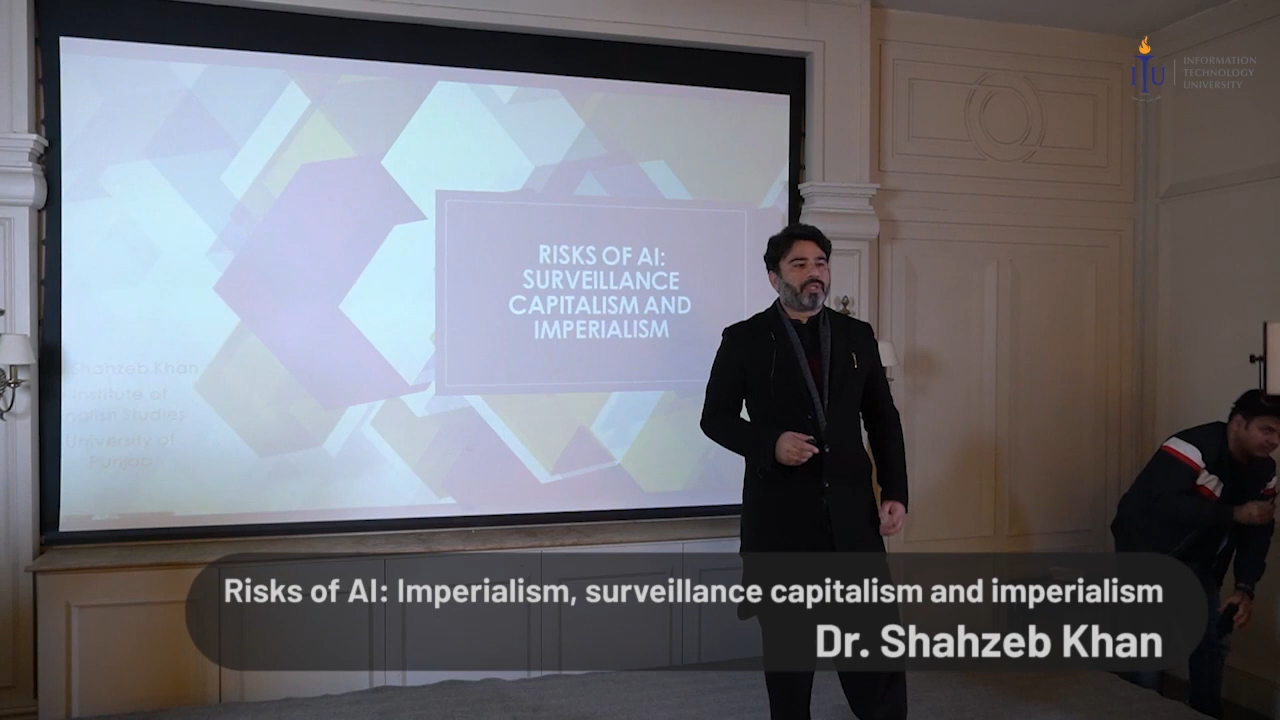 ITU
INFORMATION
TECHNOLOGY
UNIVERSITY
RISKS OF AI:
SURVEILLANCE
CAPITALISM AND
IMPERIALISM
Shahzeb Khan
Institute of
Studies
University of
Punjab
Risks of AI: Imperialism, surveillance capitalism and imperialism
Dr. Shahzeb Khan